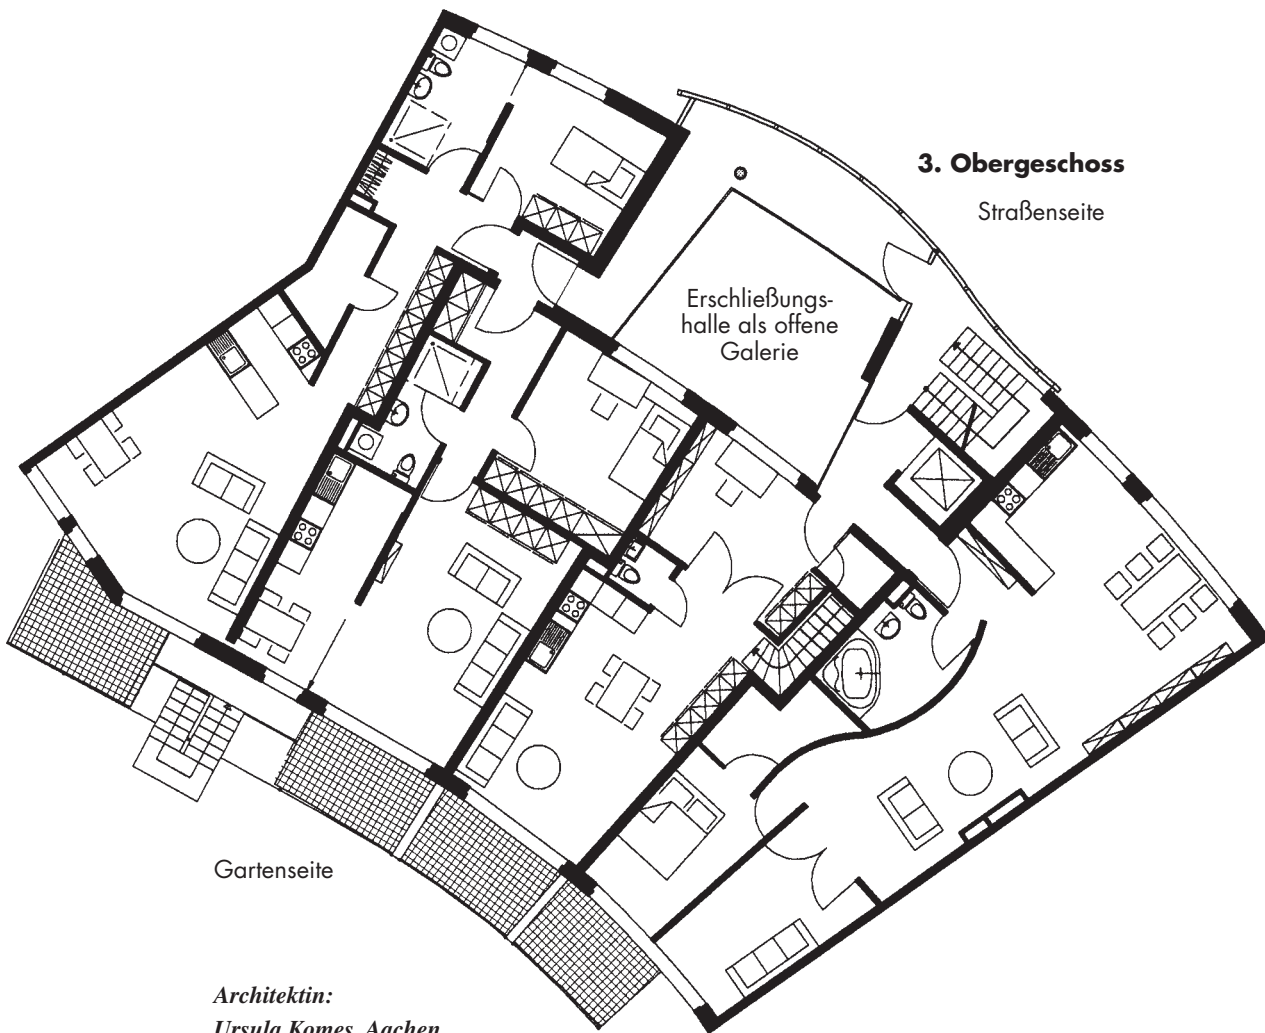 3. Obergeschoss
Straßenseite
Erschließungs-
halle als offene
Galerie
Gartenseite
Architektin:
Ursula Komes, Aachen